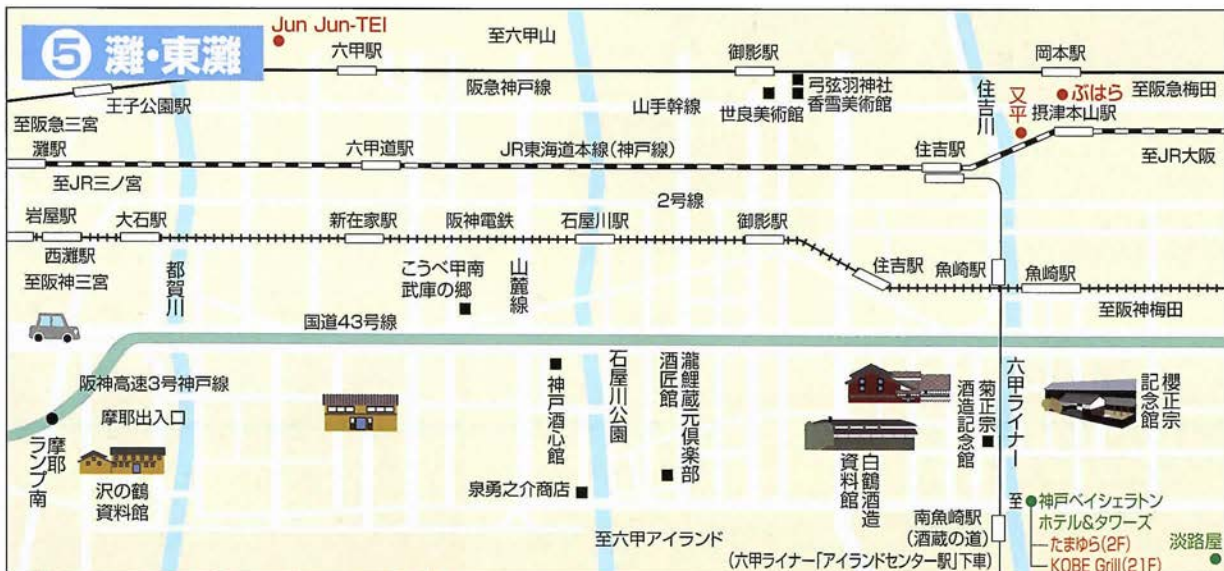 ⑤ 灘・東灘
Jun Jun-TEI
六甲駅
至六甲山
御影駅
岡本駅
阪急神戸線
王子公園駅
至阪急三宮
山手幹線
世良美術館
弓弦羽神社
香雪美術館
住吉川
又平
ぶはら
至阪急梅田
摂津本山駅
灘駅
六甲道駅
JR東海道本線(神戸線)
住吉駅
至JR大阪
至JR三ノ宮
2号線
岩屋駅
大石駅
新在家駅
阪神電鉄
石屋川駅
御影駅
西灘駅
至阪神三宮
都賀川
こうべ甲南
武庫の郷
山麓線
住吉駅
魚崎駅
魚崎駅
至阪神梅田
国道43号線
阪神高速3号神戸線
摩耶出入口
摩耶
ランプ南
沢の鶴
資料館
神戸酒心館
石屋川公園
瀧鯉蔵元倶楽部
酒匠館
泉勇之介商店
至六甲アイランド
白鶴酒造
資料館
菊正宗
酒造記念館
六甲ライナー
櫻正宗
記念館
南魚崎駅
(酒蔵の道)
(六甲ライナー「アイランドセンター駅」下車)
至
神戸ベイシェラトン
ホテル&タワーズ
たまゆら(2F)
KOBE Grill(21F)
淡路屋